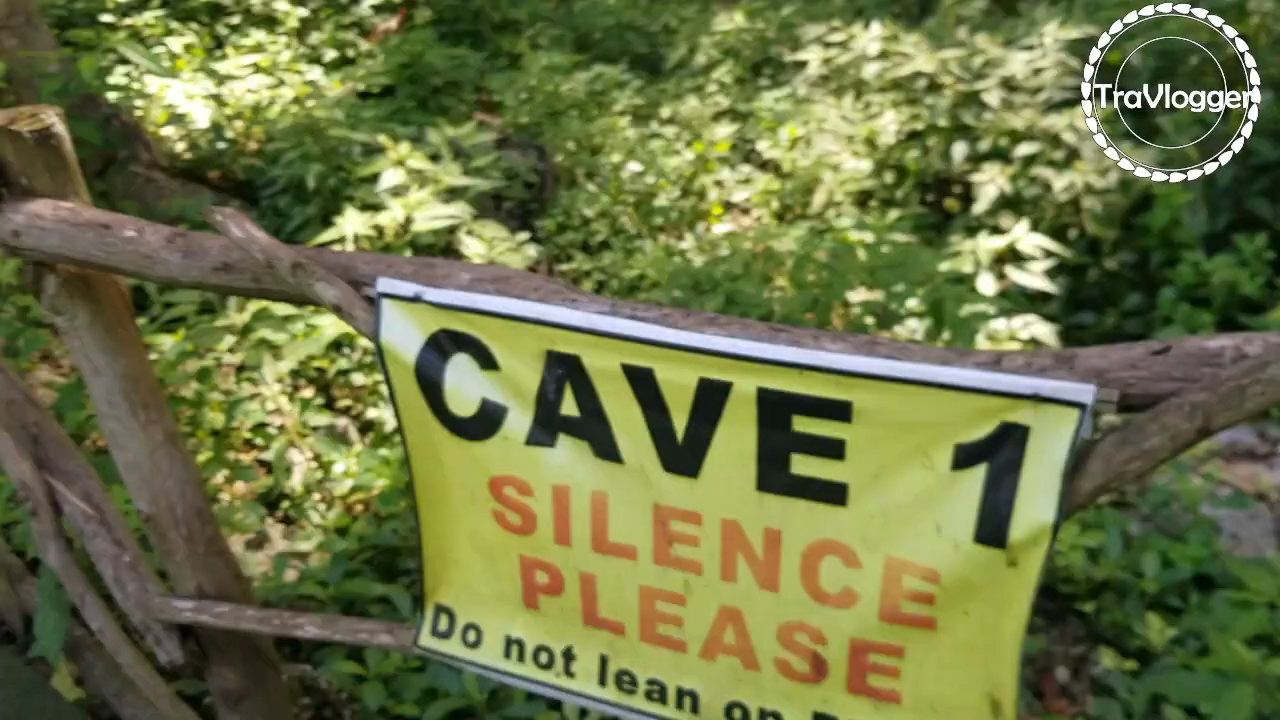 TraVlogger
CAVE 1
SILENCE
PLEASE
Do not lean on